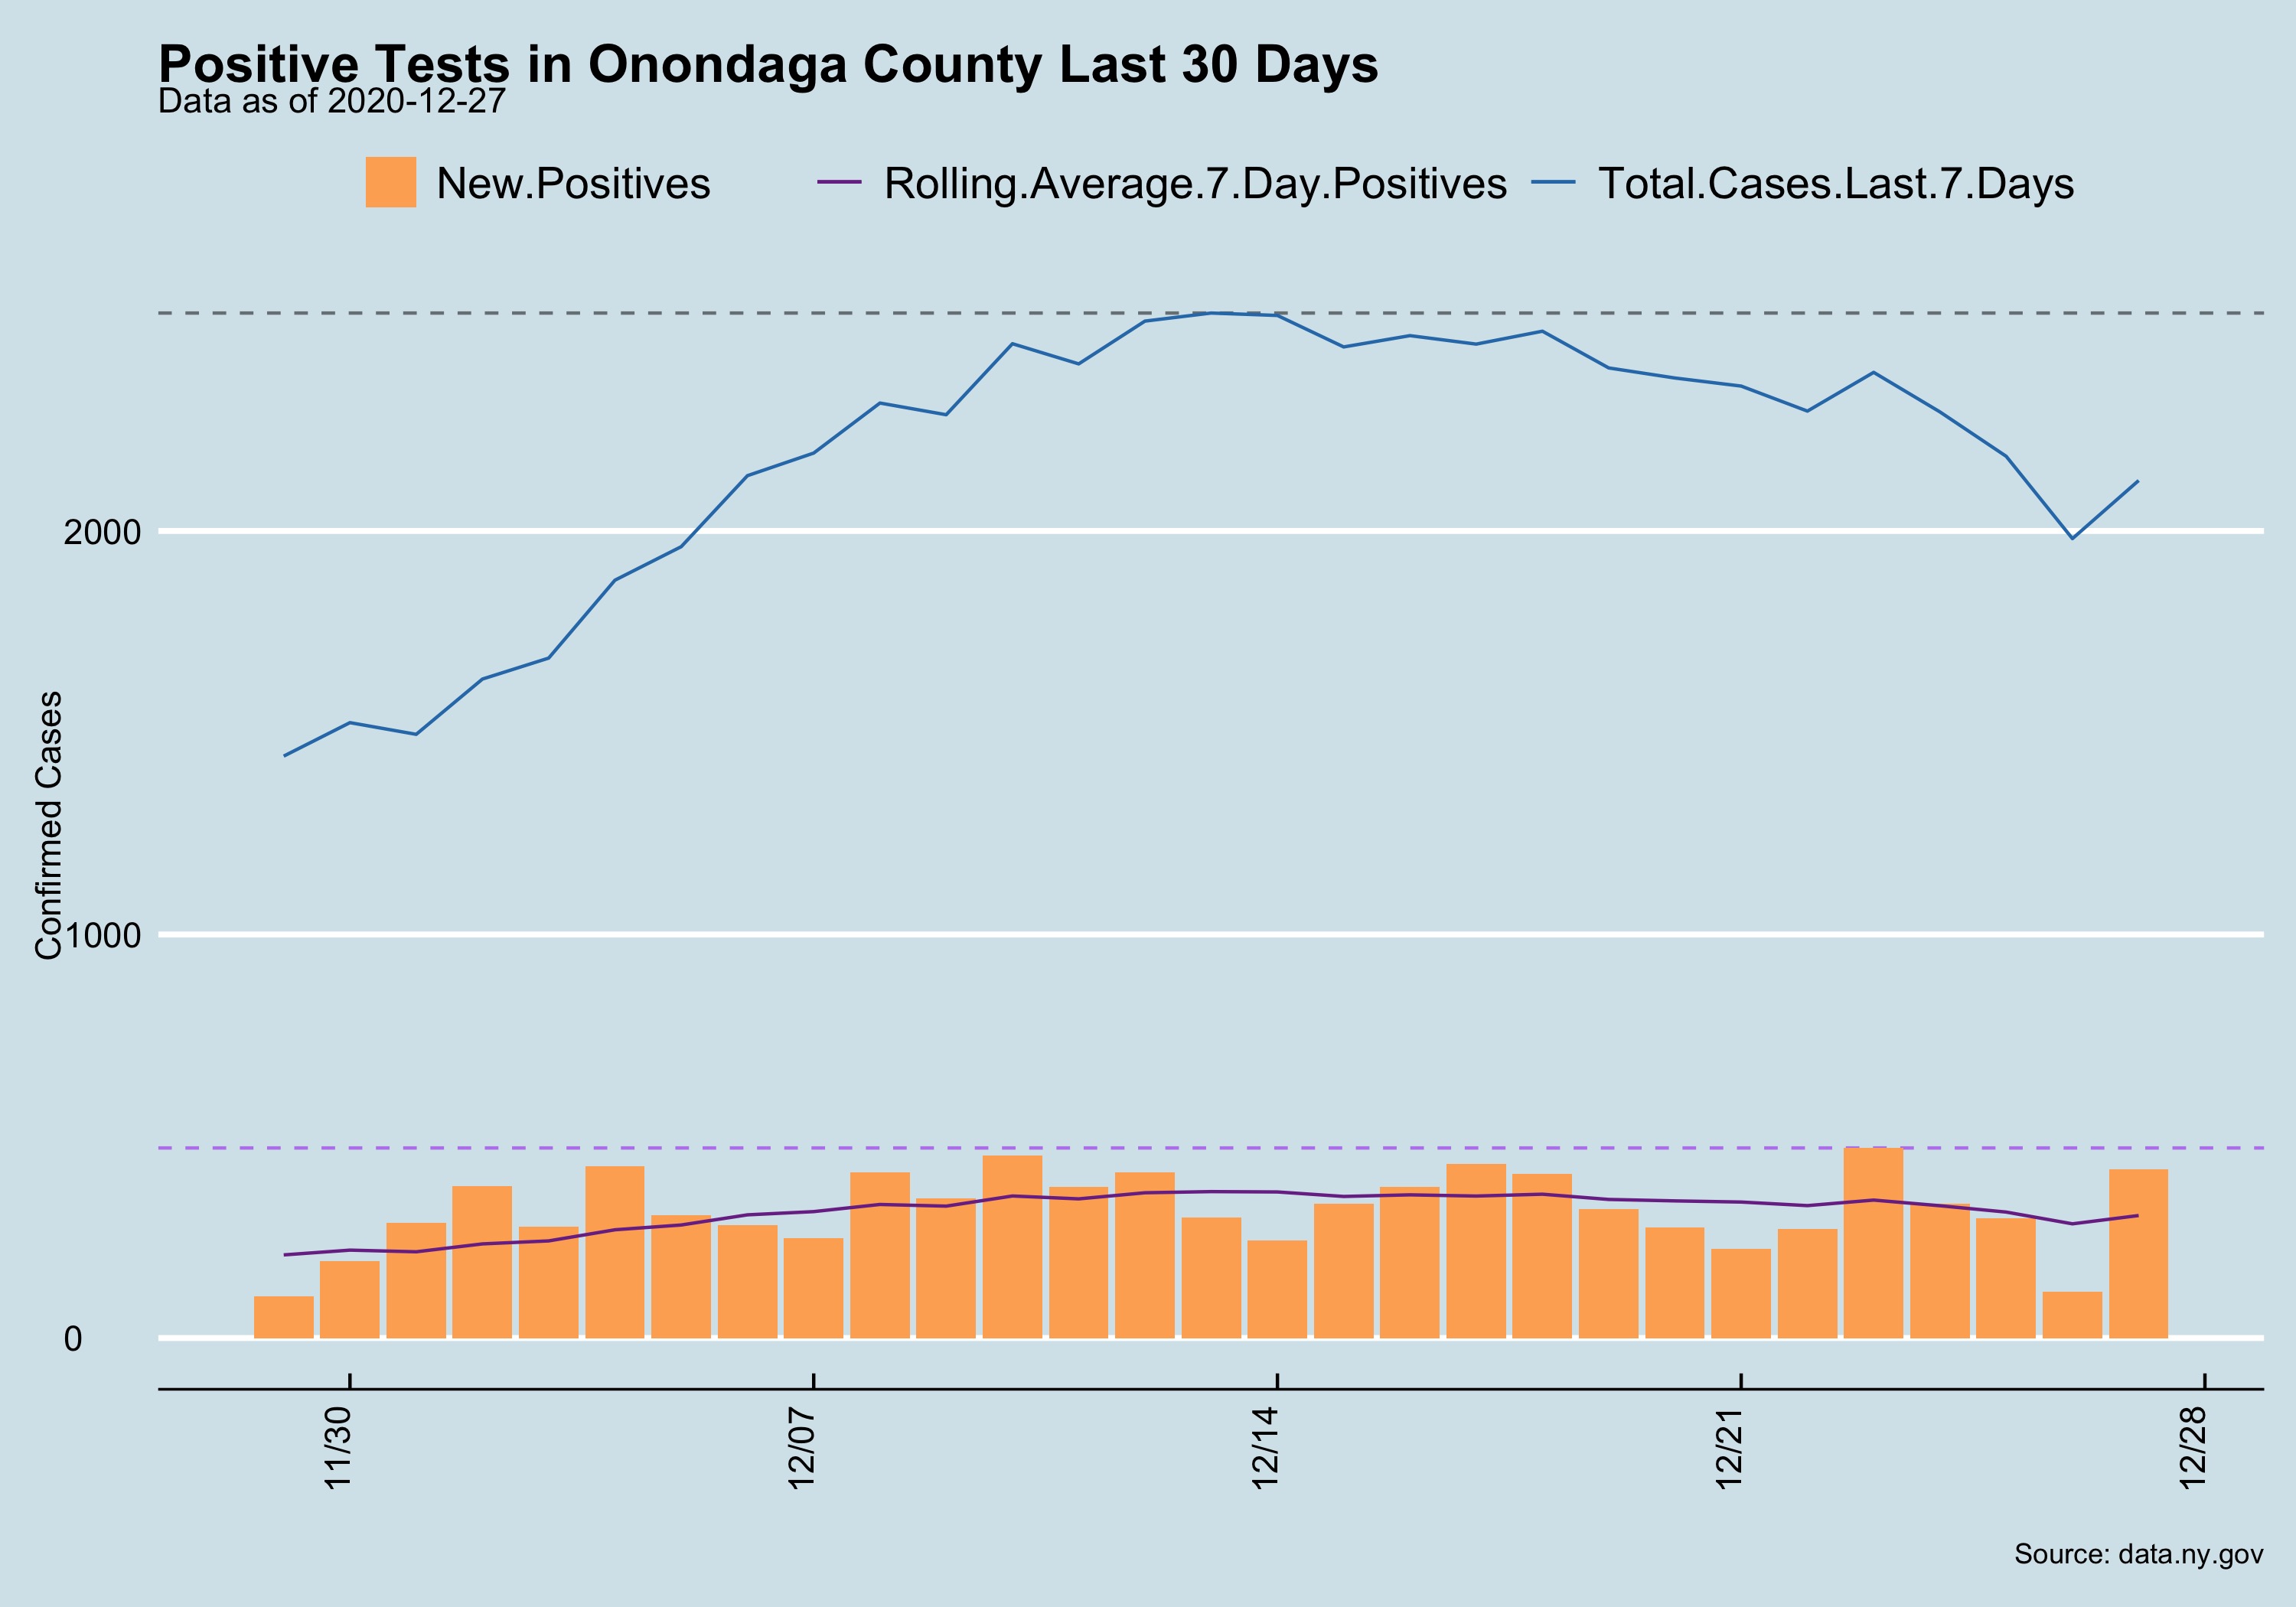 Positive Tests in Onondaga County Last 30 Days
Data as of 2020-12-27
New.Positives
Rolling.Average.7.Day.Positives
Total.Cases.Last.7.Days
Confirmed Cases
2000
1000
0
11/30
12/07
12/14
12/21
12/28
Source: data.ny.gov